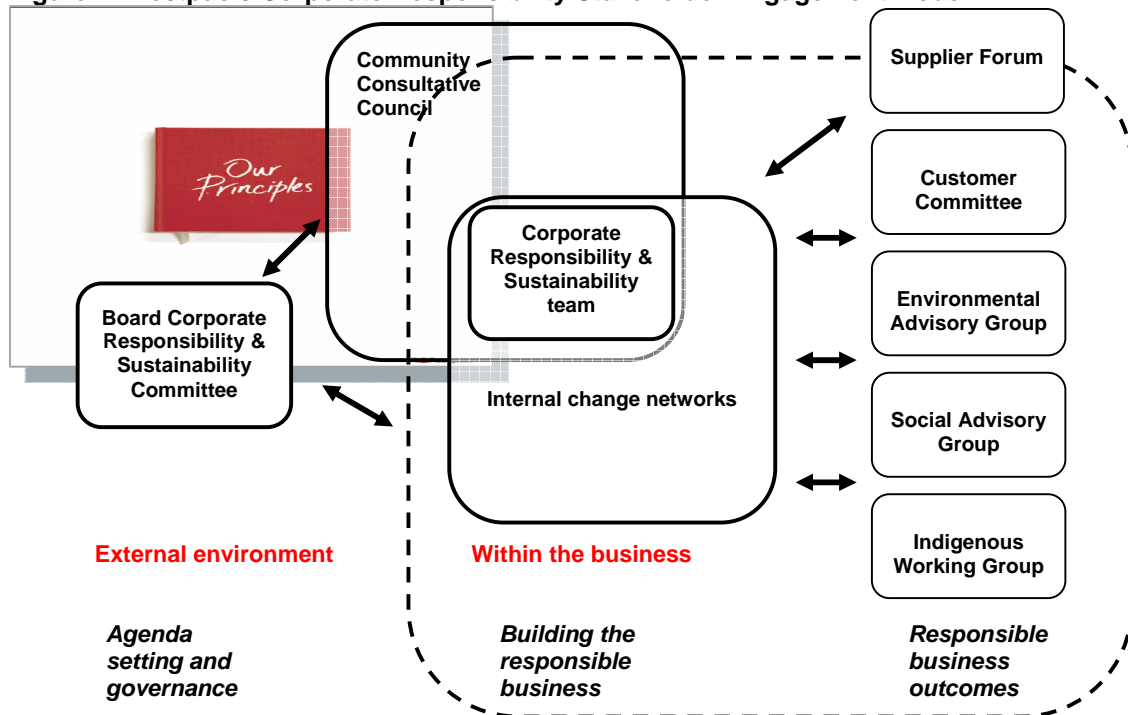 Community
Consultative
Council
Our
Principles
Board Corporate
Responsibility &
Sustainability
Committee
Corporate
Responsibility &
Sustainability
team
Internal change networks
Supplier Forum
Customer
Committee
Environmental
Advisory Group
Social Advisory
Group
Indigenous
Working Group
External environment
Within the business
Agenda
setting and
governance
Building the
responsible
business
Responsible
business
outcomes